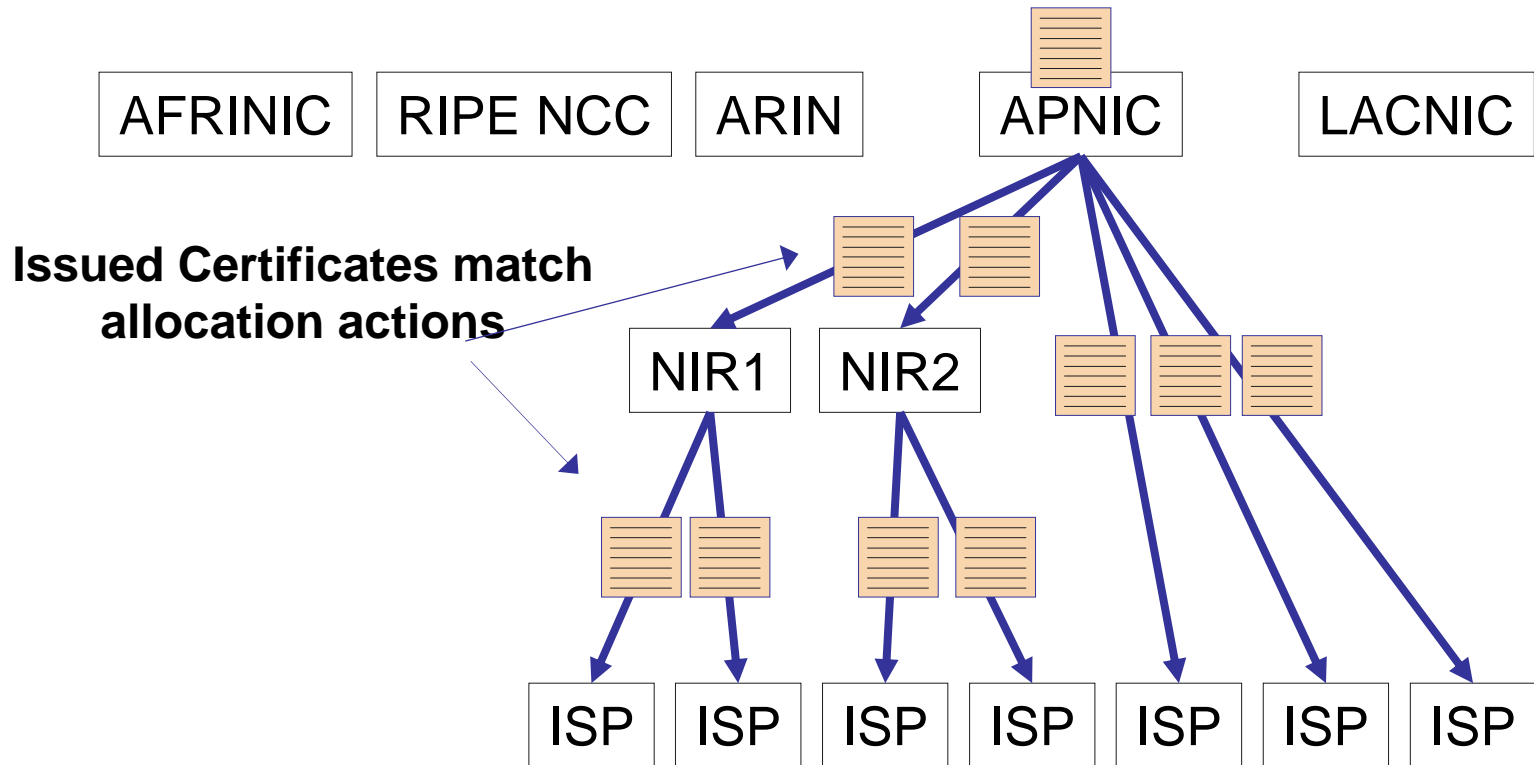 AFRINIC
RIPE NCC
ARIN
APNIC
LACNIC
Issued Certificates match
allocation actions
NIR1
NIR2
ISP
ISP
ISP
ISP
ISP
ISP
ISP